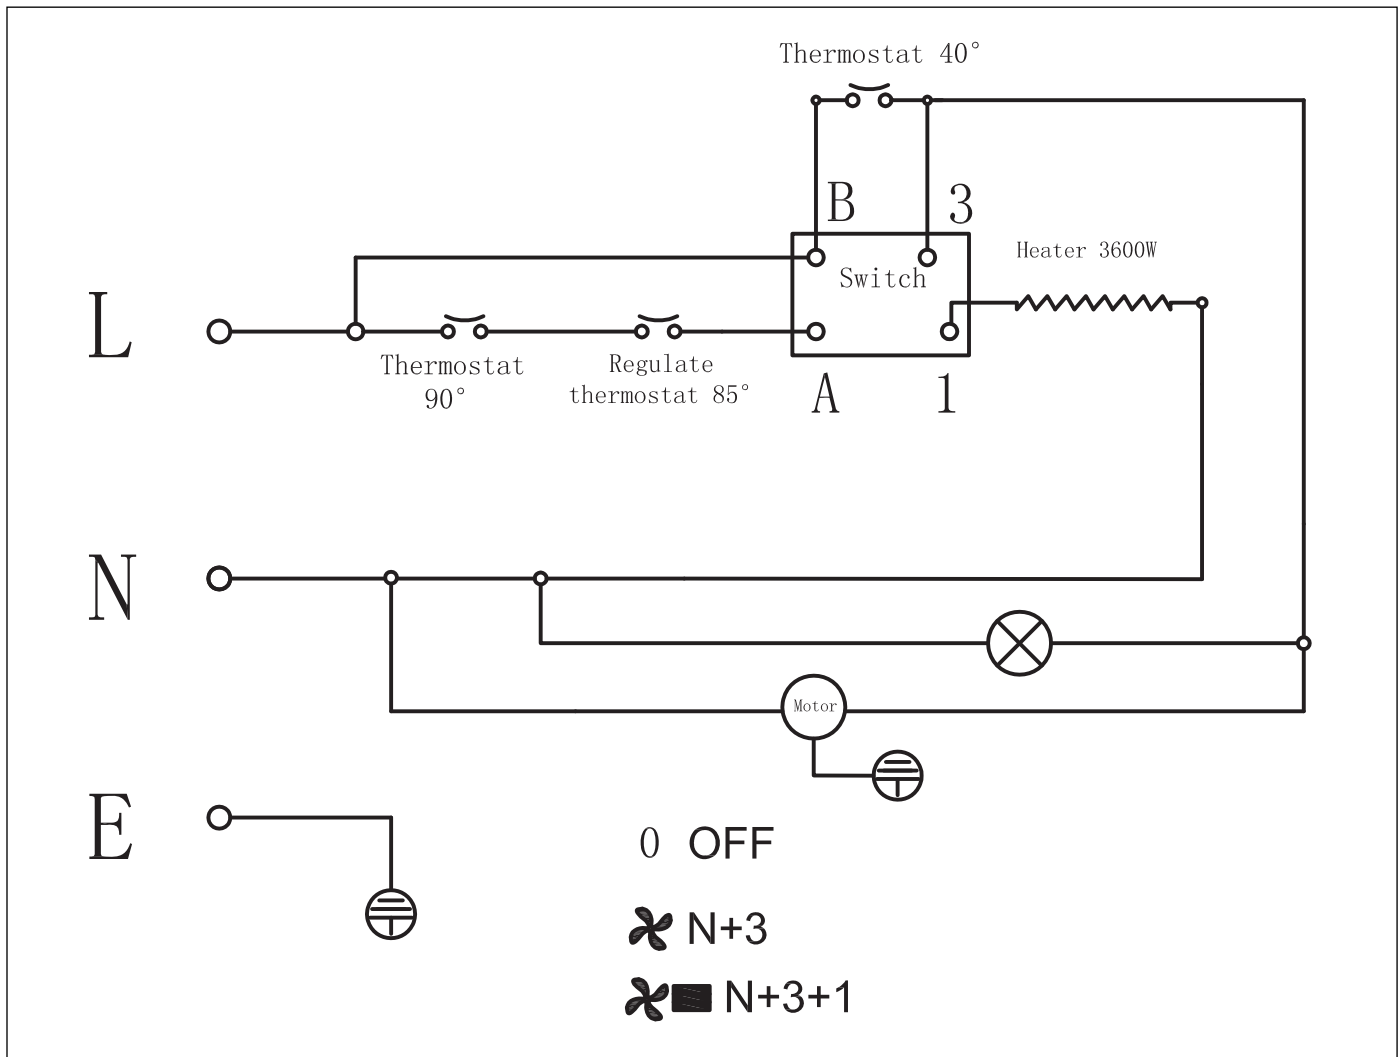 Thermostat 40°
B
3
Switch
Heater 3600W
L
Thermostat
90°
Regulate
thermostat 85°
A
1
N
Motor
E
0 OFF
N+3
N+3+1